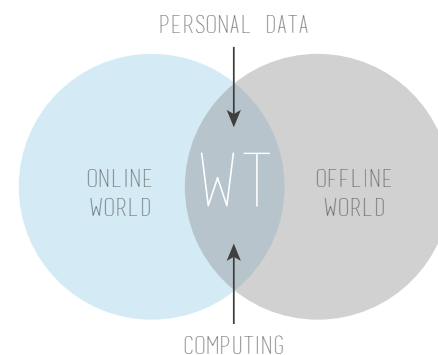 PERSONAL DATA
ONLINE
WORLD
WT
OFFLINE
WORLD
COMPUTING